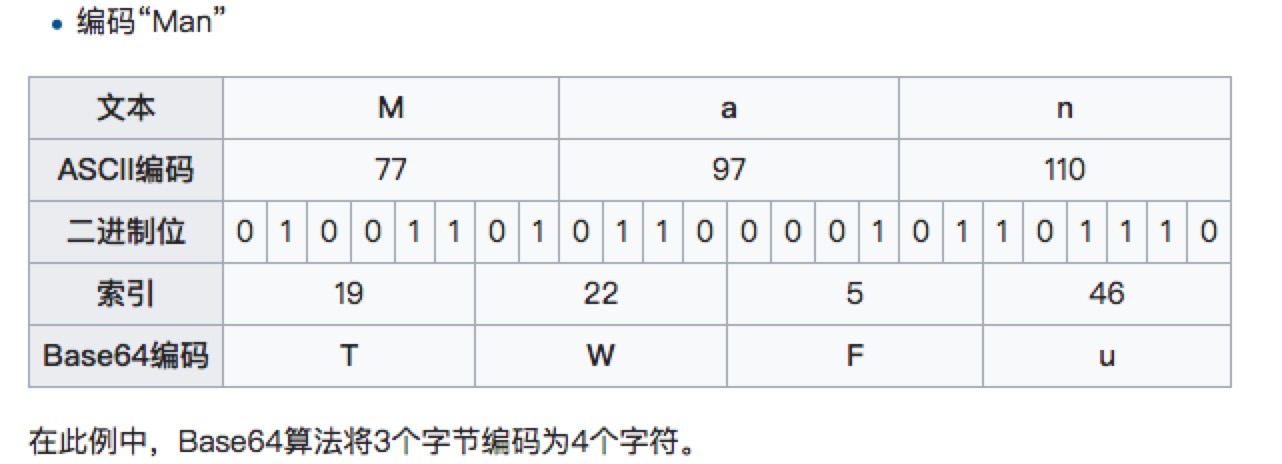 编码“Man”
文本 M a n
ASCII编码 77 97 110
二进制位 0 1 0 0 1 1 0 1 0 1 1 0 0 0 0 1 0 1 1 0 1 1 1 0
索引 19 22 5 46
Base64编码 T W F u
在此例中，Base64算法将3个字节编码为4个字符。